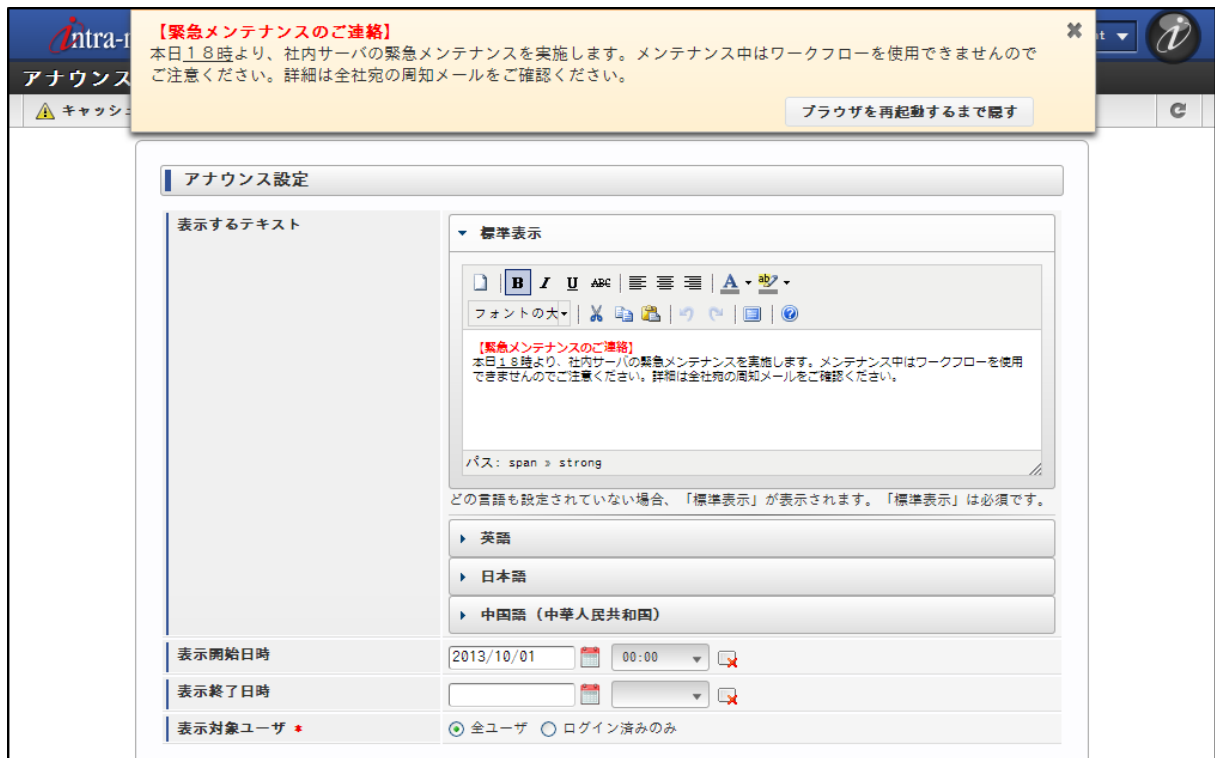 【緊急メンテナンスのご連絡】
本日１８時より、社内サーバの緊急メンテナンスを実施します。メンテナンス中はワークフローを使用できませんので
ご注意ください。詳細は全社宛の周知メールをご確認ください。
ブラウザを再起動するまで隠す
intra-
アナウンス
キャッシュ
アナウンス設定
表示するテキスト
標準表示
B I U ABC A ab
フォントの大
【緊急メンテナンスのご連絡】
本日１８時より、社内サーバの緊急メンテナンスを実施します。メンテナンス中はワークフローを使用
できませんのでご注意ください。詳細は全社宛の周知メールをご確認ください。
パス: span » strong
どの言語も設定されていない場合、「標準表示」が表示されます。「標準表示」は必須です。
英語
日本語
中国語（中華人民共和国）
表示開始日時 2013/10/01 00:00
表示終了日時
表示対象ユーザ * 全ユーザ ログイン済みのみ